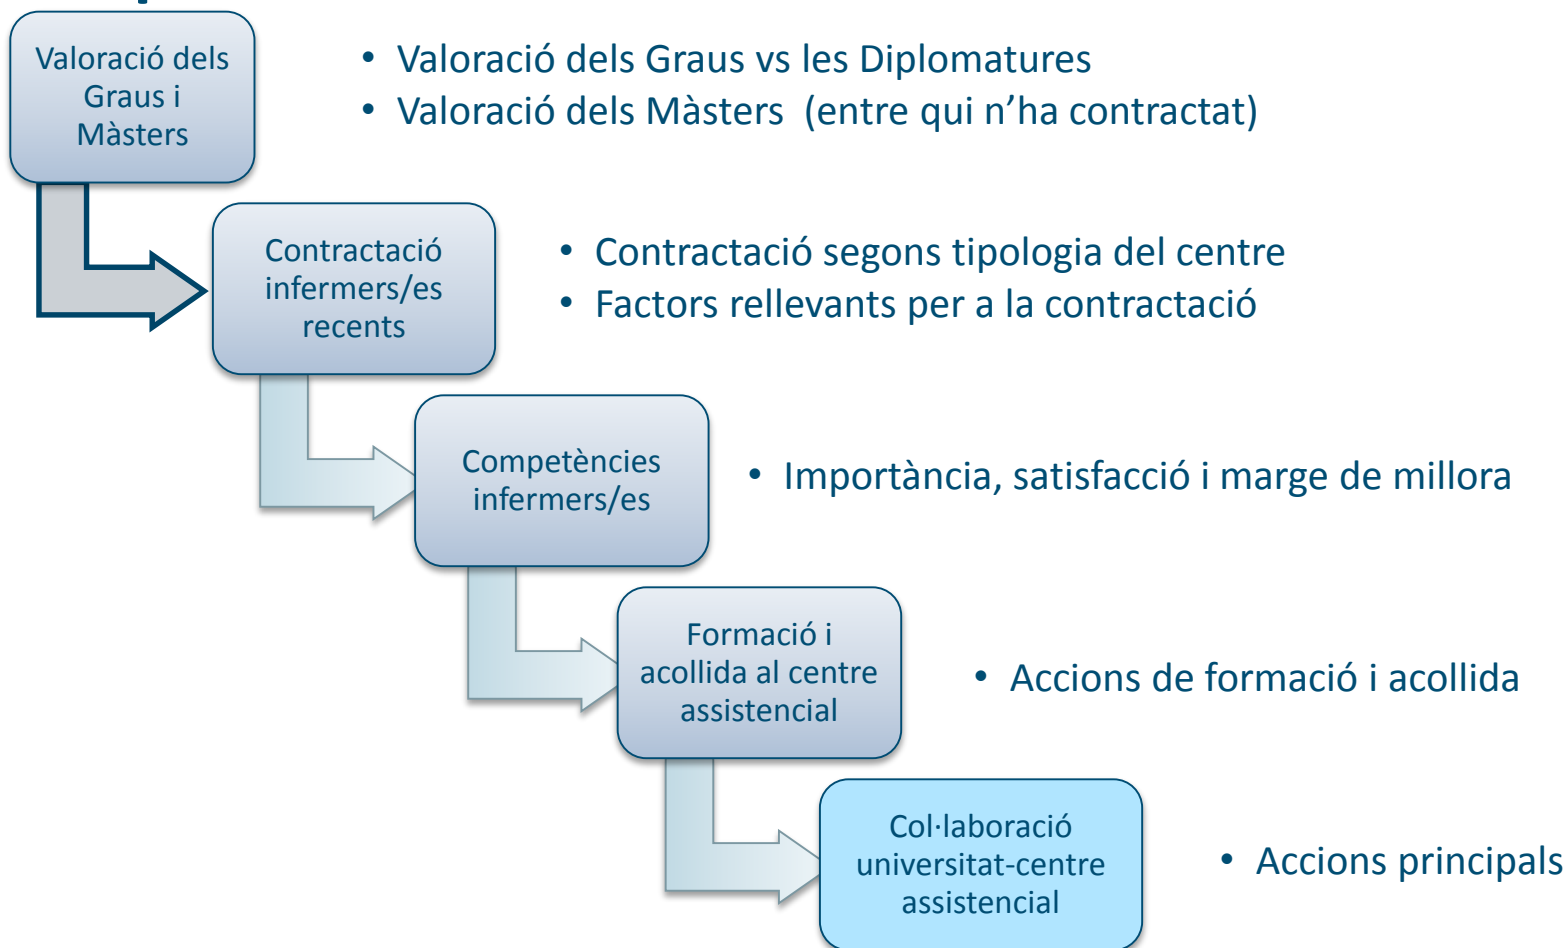 Valoració dels
Graus i
Màsters
• Valoració dels Graus vs les Diplomatures
• Valoració dels Màsters (entre qui n’ha contractat)
Contractació
infermers/es
recents
• Contractació segons tipologia del centre
• Factors rellevants per a la contractació
Competències
infermers/es
• Importància, satisfacció i marge de millora
Formació i
acollida al centre
assistencial
• Accions de formació i acollida
Col·laboració
universitat-centre
assistencial
• Accions principals